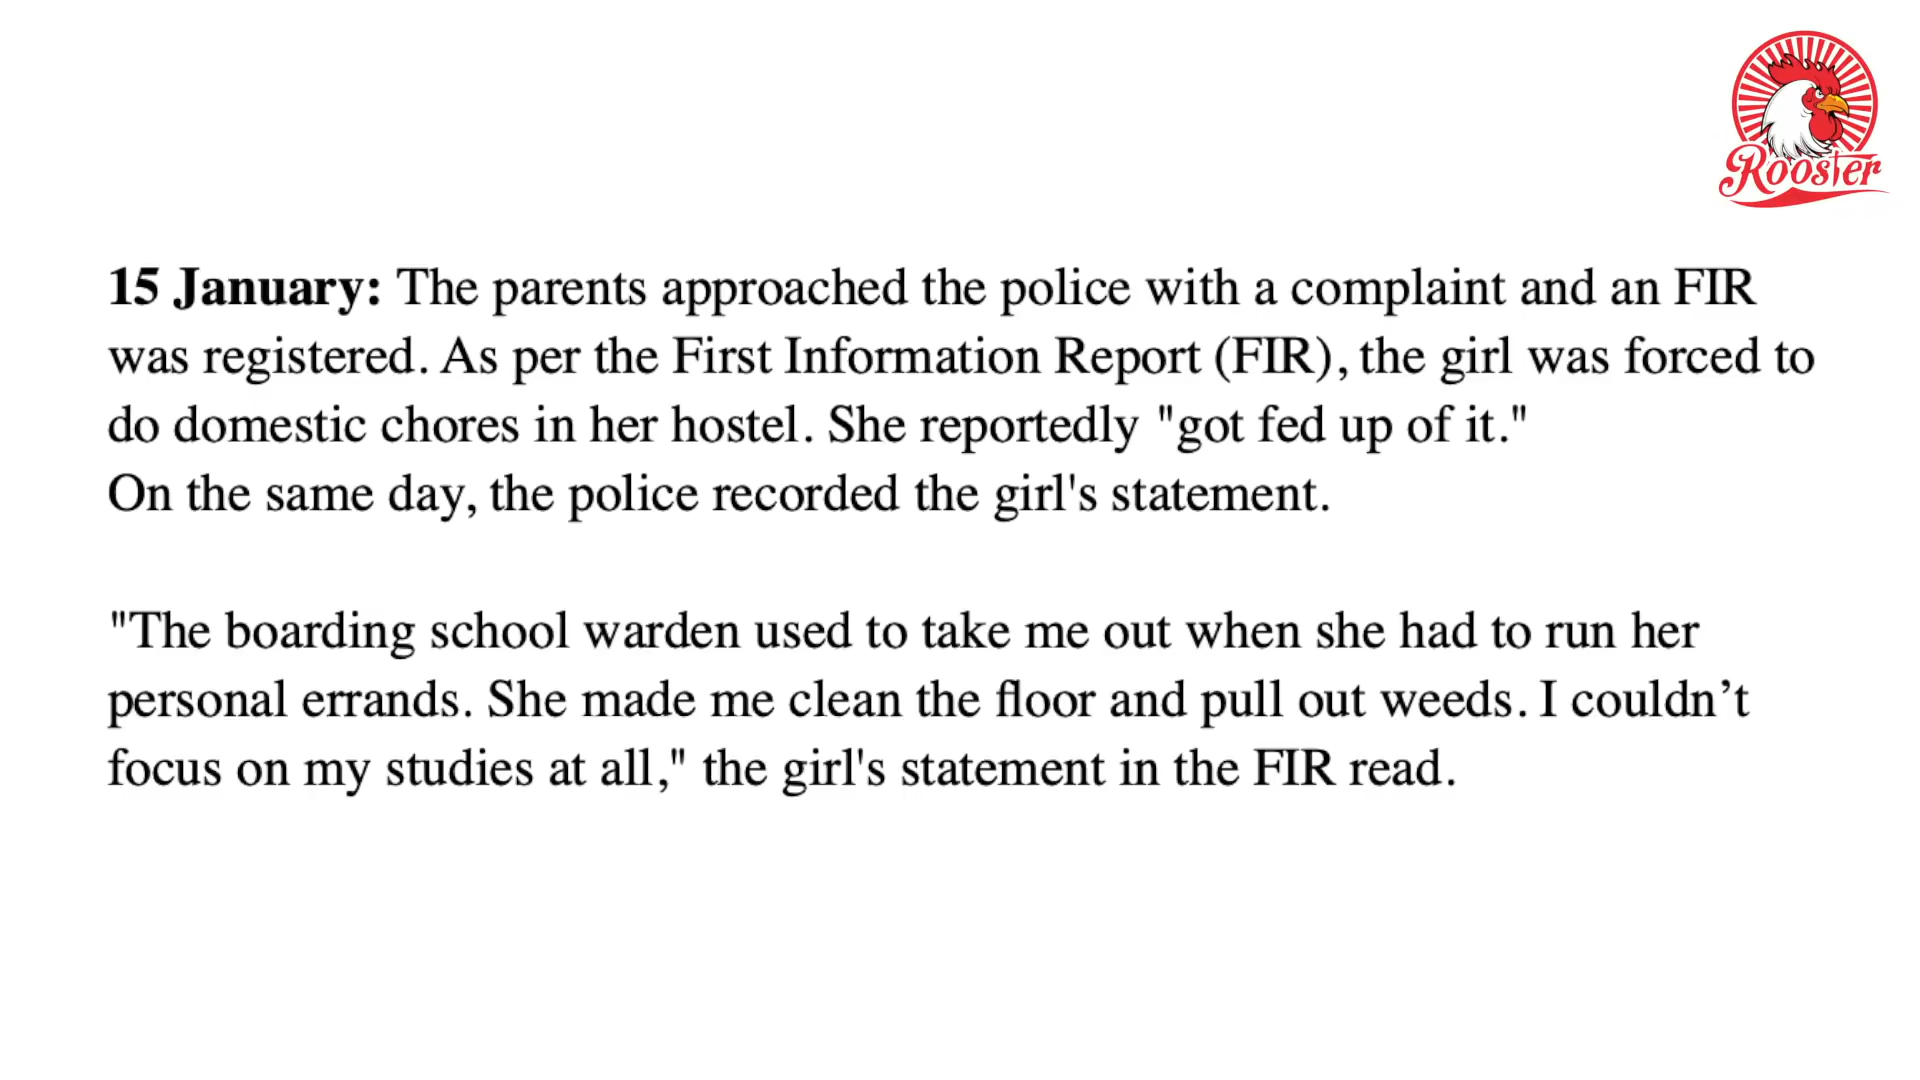 Rooster
15 January: The parents approached the police with a complaint and an FIR
was registered. As per the First Information Report (FIR), the girl was forced to
do domestic chores in her hostel. She reportedly "got fed up of it."
On the same day, the police recorded the girl's statement.
"The boarding school warden used to take me out when she had to run her
personal errands. She made me clean the floor and pull out weeds. I couldn’t
focus on my studies at all," the girl's statement in the FIR read.